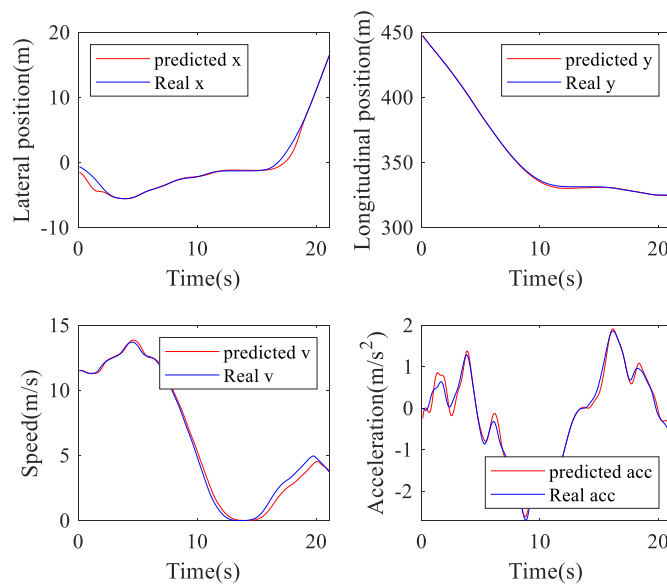 20
10
0
-10
Lateral position(m)
predicted x
Real x
0
10
20
Time(s)
450
400
350
300
Longitudinal position(m)
predicted y
Real y
0
10
20
Time(s)
15
10
5
0
Speed(m/s)
predicted v
Real v
0
10
20
Time(s)
2
1
0
-1
-2
Acceleration(m/s²)
predicted acc
Real acc
0
10
20
Time(s)